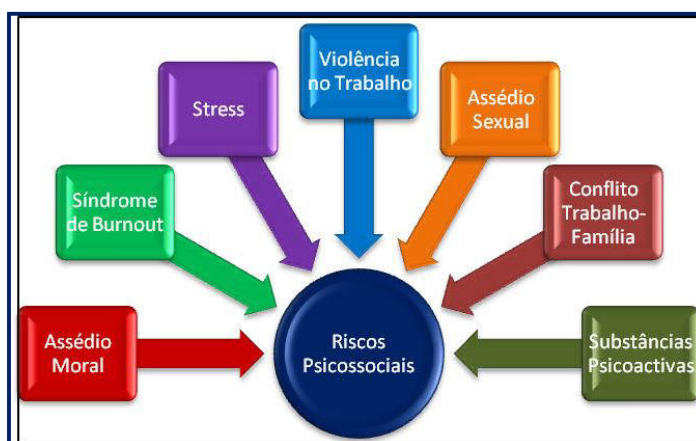 Violência
no Trabalho
Stress
Assédio
Sexual
Síndrome
de Burnout
Conflito
Trabalho-
Família
Assédio
Moral
Riscos
Psicossociais
Substâncias
Psicoactivas